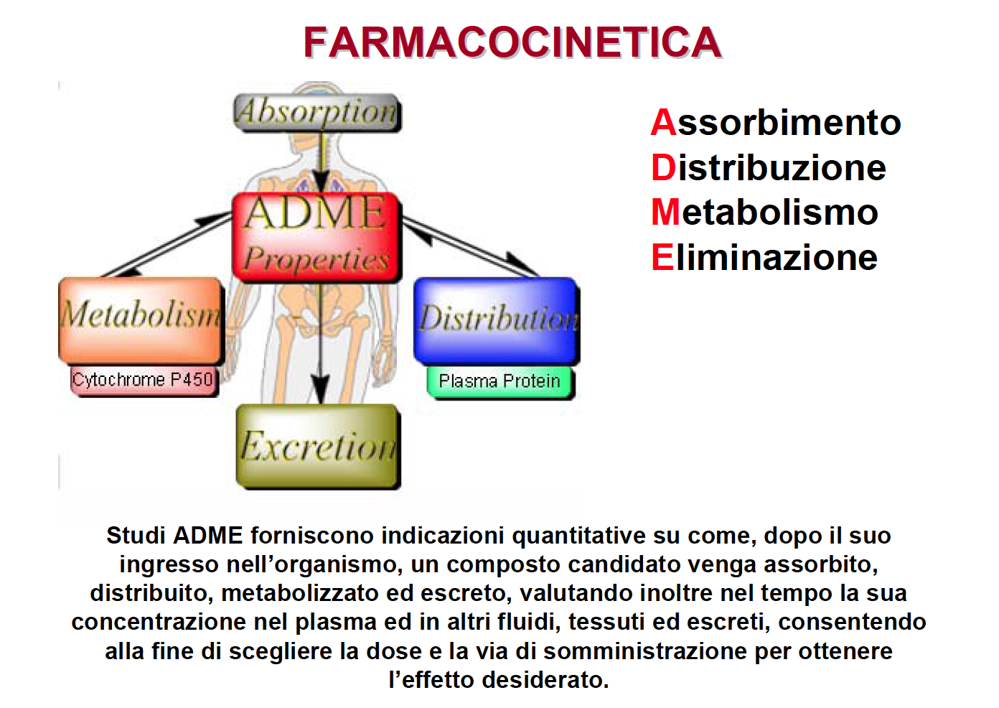 FARMACOCINETICA
Absorption
ADME
Properties
Metabolism
Cytochrome P450
Distribution
Plasma Protein
Excretion
Assorbimento
Distribuzione
Metabolismo
Eliminazione
Studi ADME forniscono indicazioni quantitative su come, dopo il suo
ingresso nell’organismo, un composto candidato venga assorbito,
distribuito, metabolizzato ed escreto, valutando inoltre nel tempo la sua
concentrazione nel plasma ed in altri fluidi, tessuti ed escreti, consentendo
alla fine di scegliere la dose e la via di somministrazione per ottenere
l’effetto desiderato.